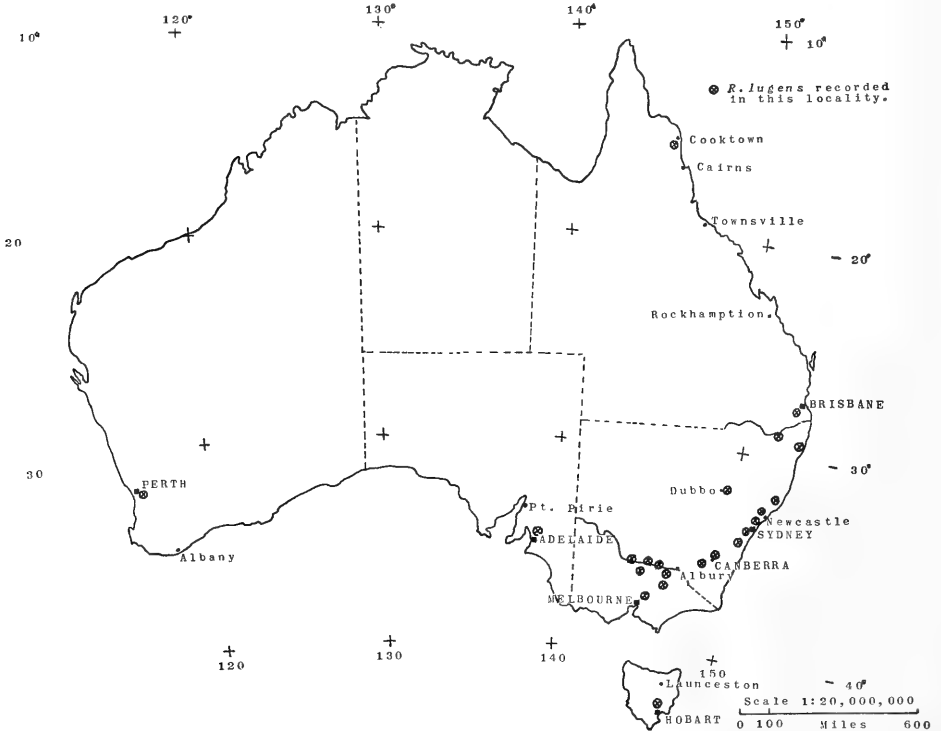 120°
130°
140°
150°
10°
10°
R.lugens recorded
in this locality.
Cooktown
Cairns
Townsville
20
20°
Rockhamption
BRISBANE
30
30°
PERTH
Dubbo
Pt. Pirie
Newcastle
SYDNEY
ADELAIDE
Albany
CANBERRA
Albury
MELBOURNE
120
130
140
150
Launceston
40°
Scale 1:20,000,000
HOBART
0 100 Miles 600